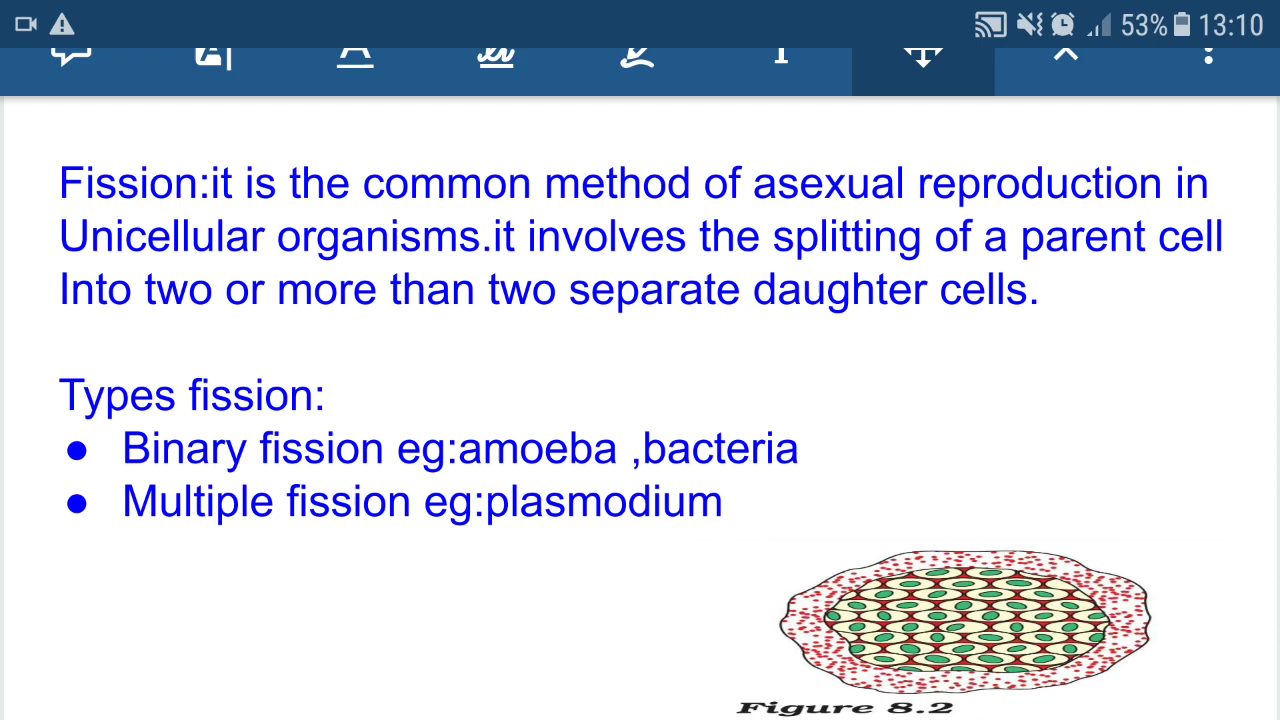 53% 13:10
Fission:it is the common method of asexual reproduction in
Unicellular organisms.it involves the splitting of a parent cell
Into two or more than two separate daughter cells.
Types fission:
● Binary fission eg:amoeba ,bacteria
● Multiple fission eg:plasmodium
Figure 8.2